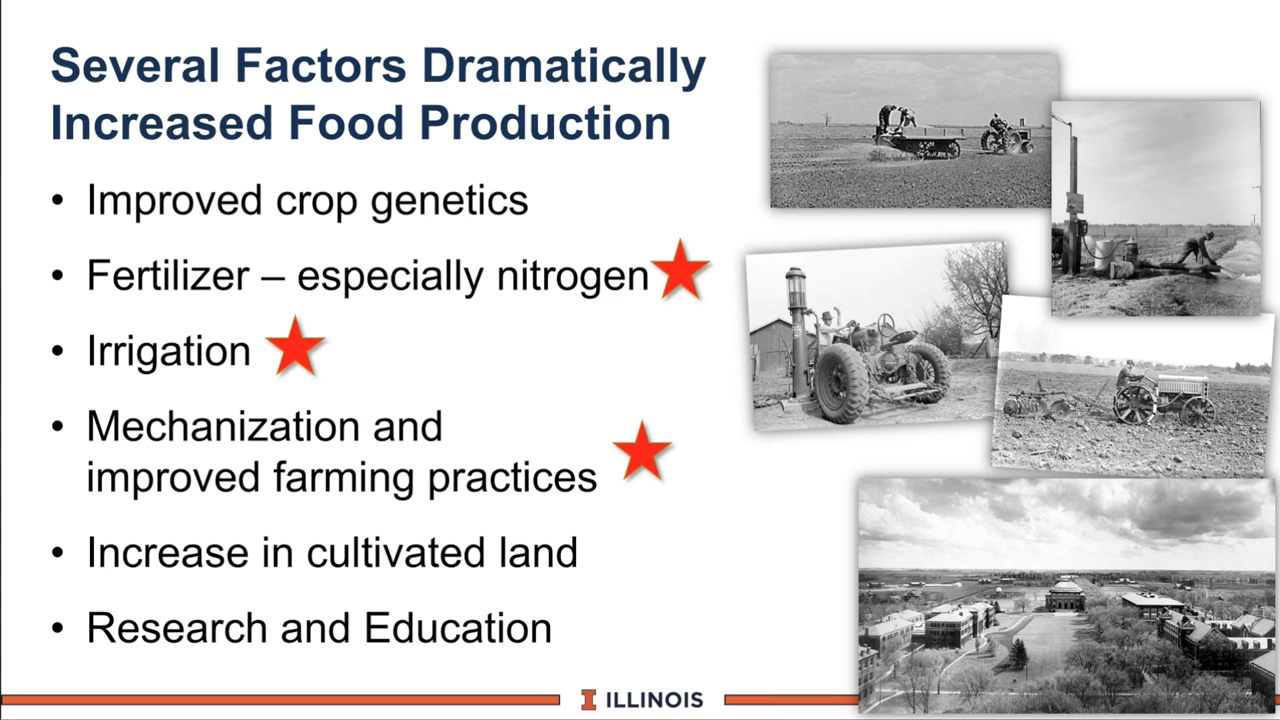 Several Factors Dramatically
Increased Food Production
• Improved crop genetics
• Fertilizer – especially nitrogen
• Irrigation
• Mechanization and
improved farming practices
• Increase in cultivated land
• Research and Education
I ILLINOIS